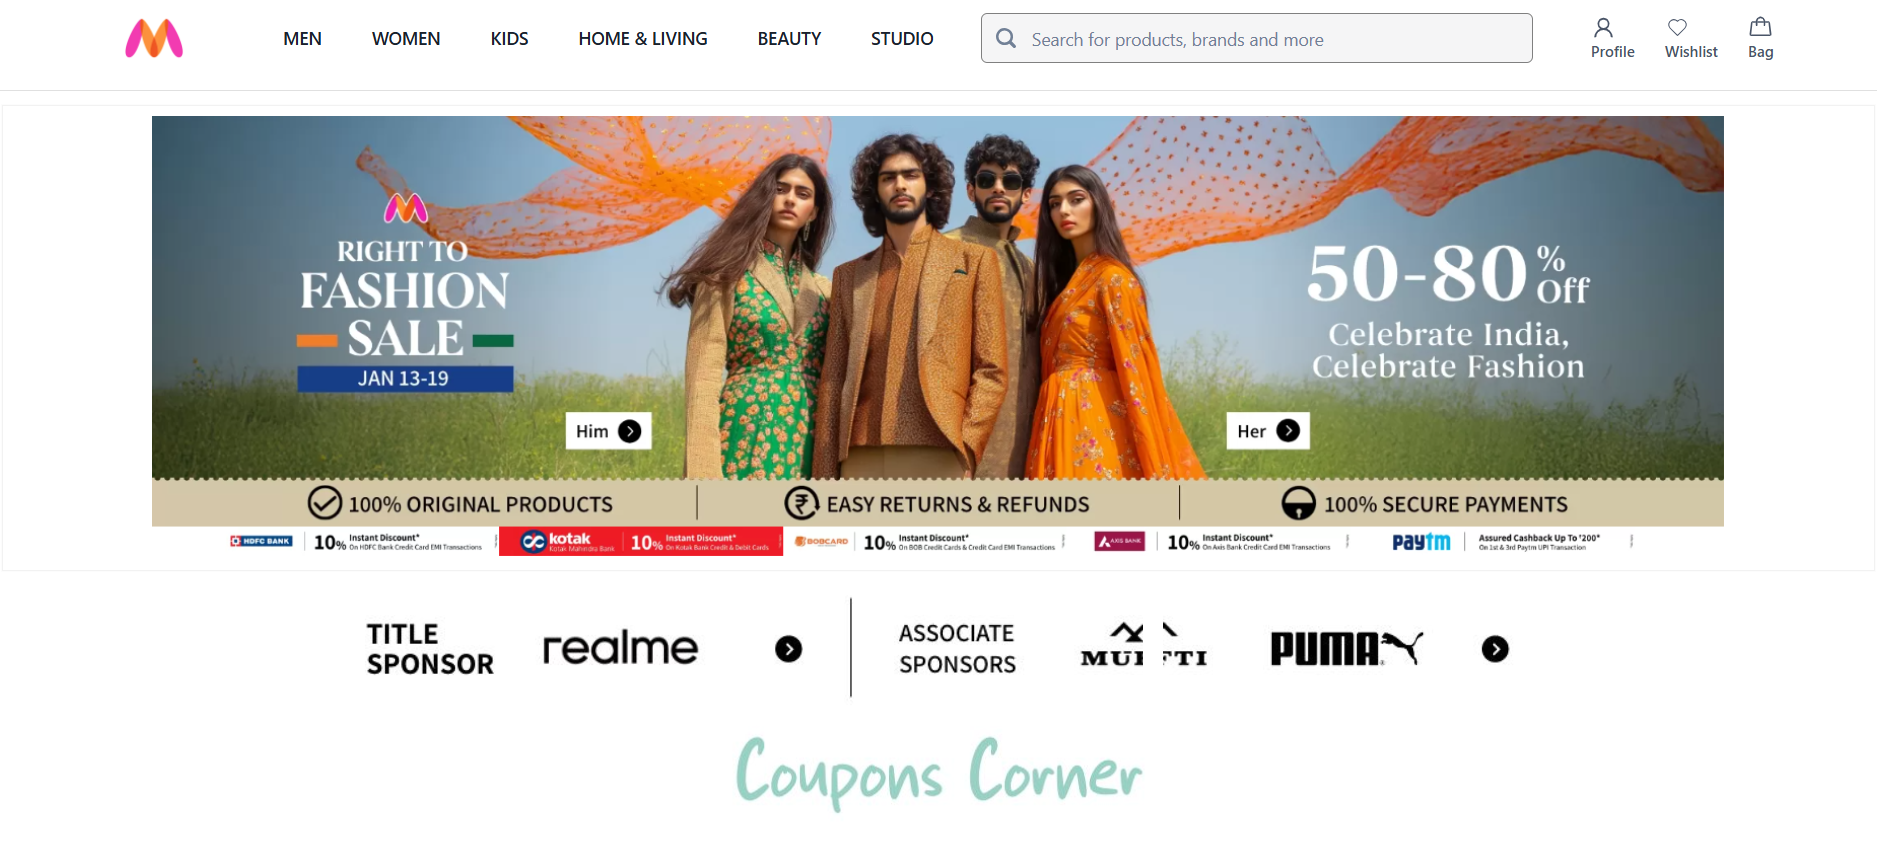 MEN WOMEN KIDS HOME & LIVING BEAUTY STUDIO
Search for products, brands and more
Profile Wishlist Bag
RIGHT TO
FASHION
SALE
JAN 13-19
50-80% Off
Celebrate India,
Celebrate Fashion
Him
Her
100% ORIGINAL PRODUCTS
EASY RETURNS & REFUNDS
100% SECURE PAYMENTS
HDFC BANK
10% Instant Discount*
On HDFC Bank Credit Card EMI Transactions
kotak
Kotak Mahindra Bank
10% Instant Discount*
On Kotak Bank Credit & Debit Cards
BOBCARD
10% Instant Discount*
On BOB Credit Cards & Credit Card EMI Transactions
AXIS BANK
10% Instant Discount*
On Axis Bank Credit Card EMI Transactions
paytm
Assured Cashback Up To ₹200*
On 1st & 3rd Paytm UPI Transaction
TITLE
SPONSOR
realme
ASSOCIATE
SPONSORS
PUMA
Coupons Corner